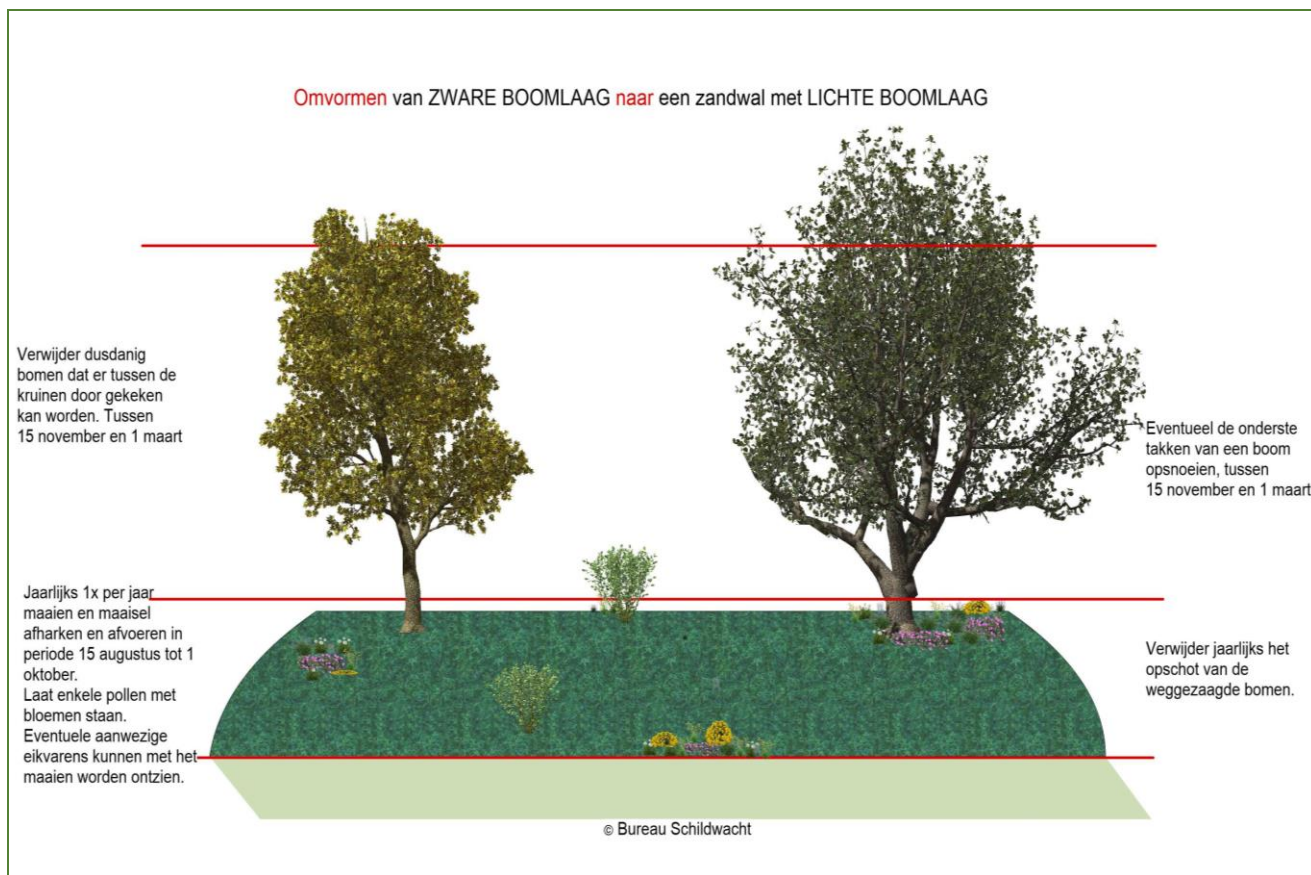 Omvormen van ZWARE BOOMLAAG naar een zandwal met LICHTE BOOMLAAG
Verwijder dusdanig
bomen dat er tussen de
kruinen door gekeken
kan worden. Tussen
15 november en 1 maart
Eventueel de onderste
takken van een boom
opsnoeien, tussen
15 november en 1 maart
Jaarlijks 1x per jaar
maaien en maaisel
afharken en afvoeren in
periode 15 augustus tot 1
oktober.
Laat enkele pollen met
bloemen staan.
Eventuele aanwezige
eikvarens kunnen met het
maaien worden ontzien.
Verwijder jaarlijks het
opschot van de
weggezaagde bomen.
© Bureau Schildwacht